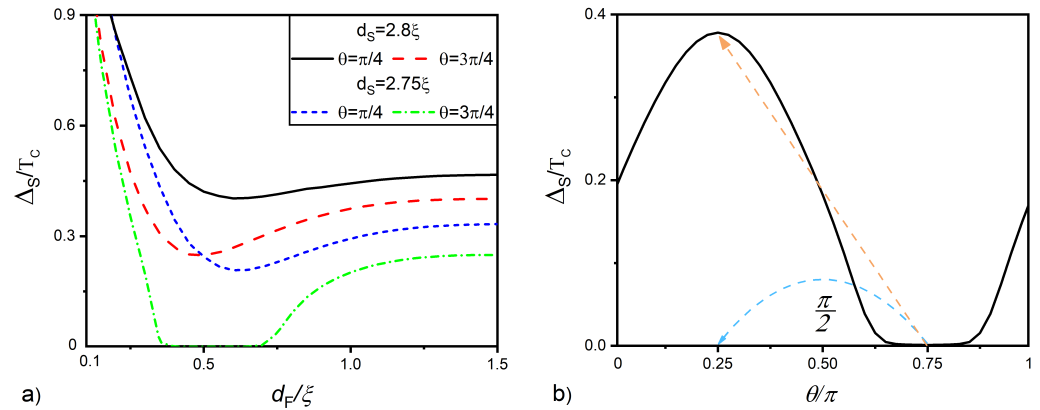 0.9
0.6
0.3
0
Δ_S/T_C
d_S=2.8ξ
θ=π/4 θ=3π/4
d_S=2.75ξ
θ=π/4 θ=3π/4
0.1 0.5 1.0 1.5
a) d_F/ξ
0.4
0.2
0.0
Δ_S/T_C
π/2
0 0.25 0.50 0.75 1
b) θ/π